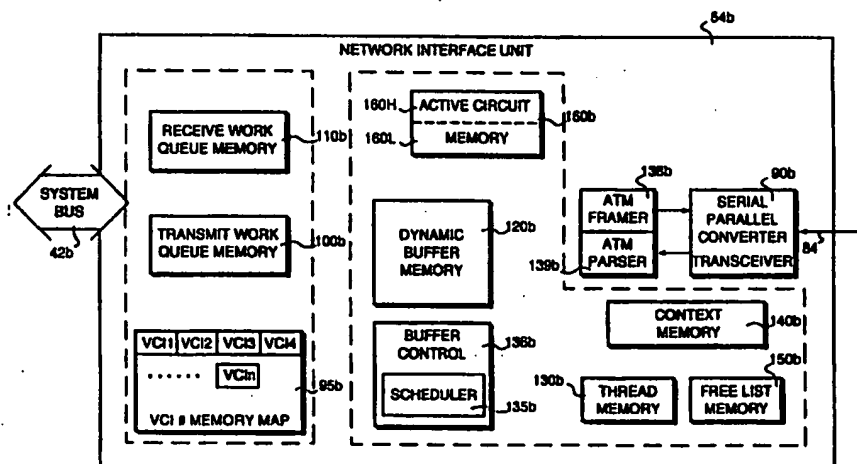 64b
NETWORK INTERFACE UNIT
RECEIVE WORK
QUEUE MEMORY
110b
160H
ACTIVE CIRCUIT
160L
MEMORY
160b
SYSTEM
BUS
42b
TRANSMIT WORK
QUEUE MEMORY
100b
DYNAMIC
BUFFER
MEMORY
120b
138b
ATM
FRAMER
ATM
PARSER
139b
90b
SERIAL
PARALLEL
CONVERTER
TRANSCEIVER
84
CONTEXT
MEMORY
140b
VCI1 VCI2 VCI3 VCI4
...... VCIn
VCI # MEMORY MAP
95b
BUFFER
CONTROL
136b
SCHEDULER
135b
130b
THREAD
MEMORY
150b
FREE LIST
MEMORY